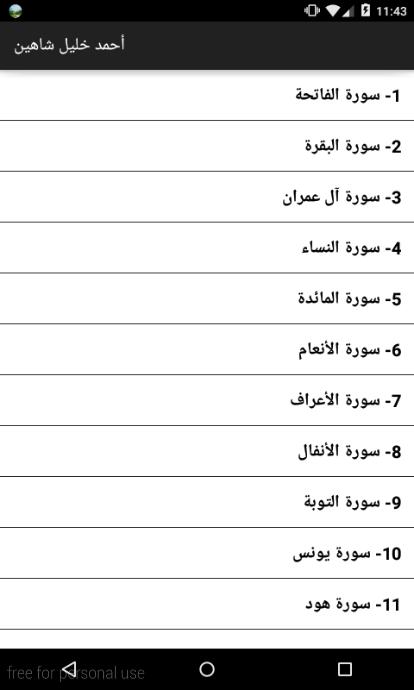 11:43
أحمد خليل شاهين
1- سورة الفاتحة
2- سورة البقرة
3- سورة آل عمران
4- سورة النساء
5- سورة المائدة
6- سورة الأنعام
7- سورة الأعراف
8- سورة الأنفال
9- سورة التوبة
10- سورة يونس
11- سورة هود
free for personal use